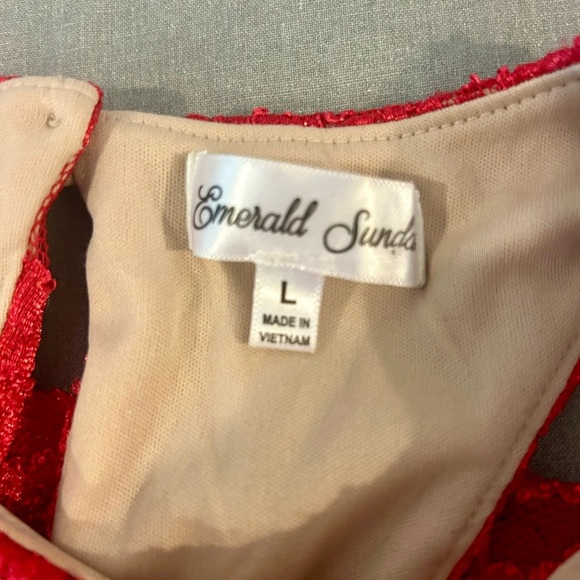 Emerald Sunda
L
MADE IN
VIETNAM